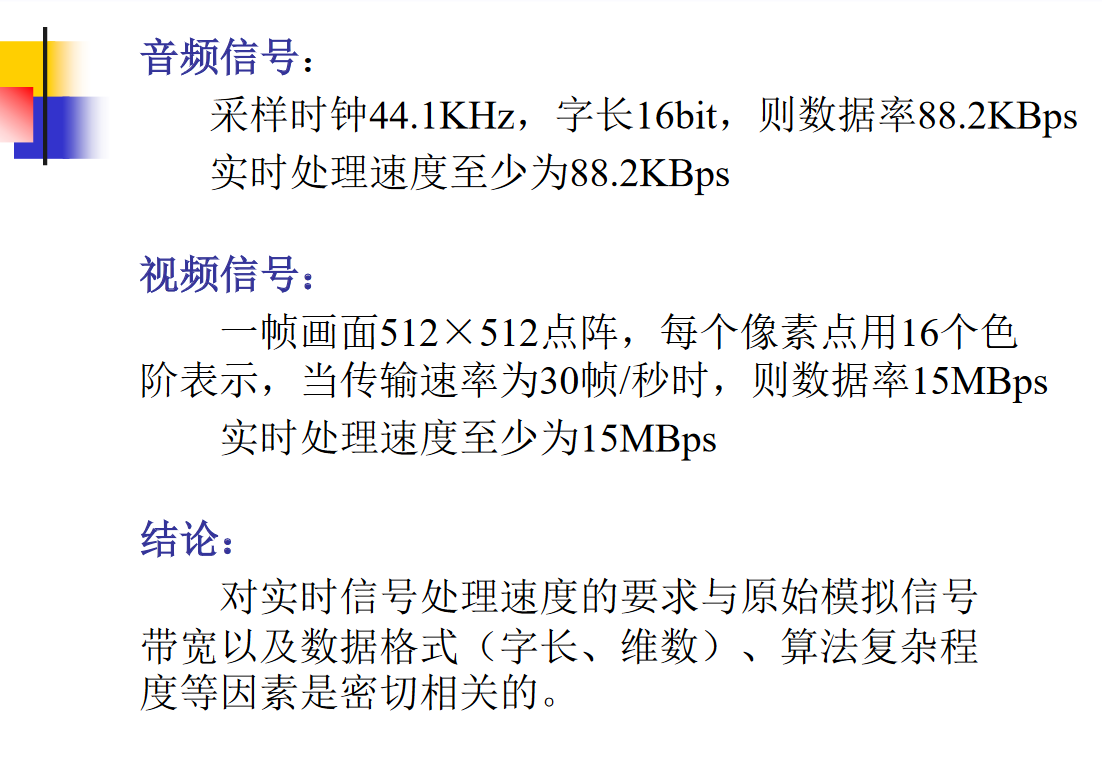 音频信号：
采样时钟44.1KHz，字长16bit，则数据率88.2KBps
实时处理速度至少为88.2KBps
视频信号：
一帧画面512×512点阵，每个像素点用16个色
阶表示，当传输速率为30帧/秒时，则数据率15MBps
实时处理速度至少为15MBps
结论：
对实时信号处理速度的要求与原始模拟信号
带宽以及数据格式（字长、维数）、算法复杂程
度等因素是密切相关的。